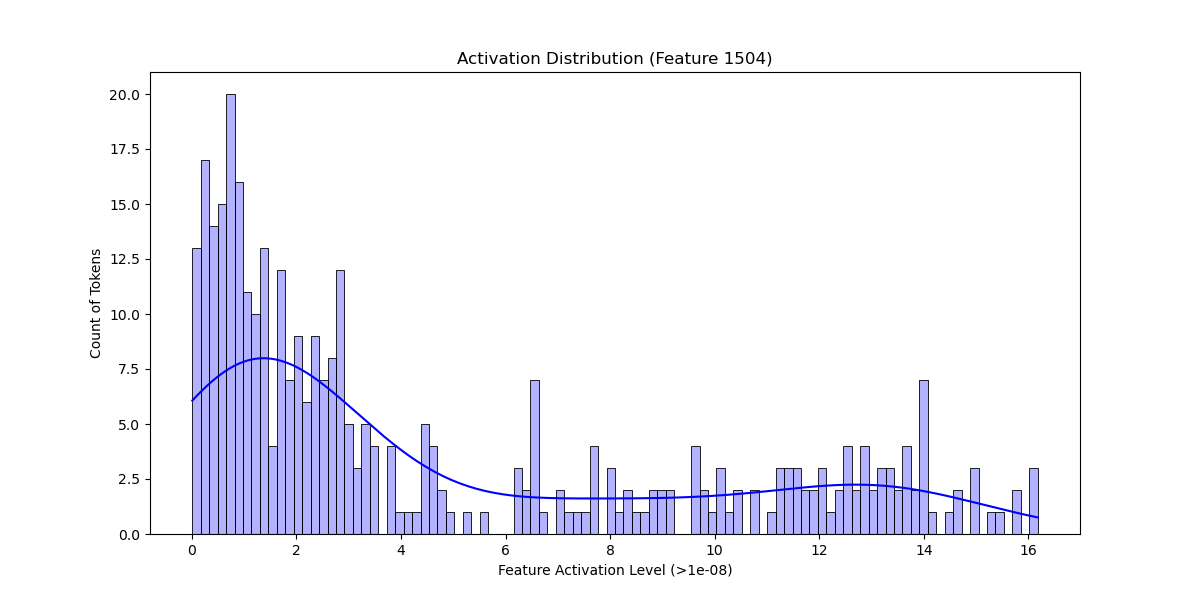 Activation Distribution (Feature 1504)
20.0
17.5
15.0
12.5
10.0
7.5
5.0
2.5
0.0
Count of Tokens
0 2 4 6 8 10 12 14 16
Feature Activation Level (>1e-08)